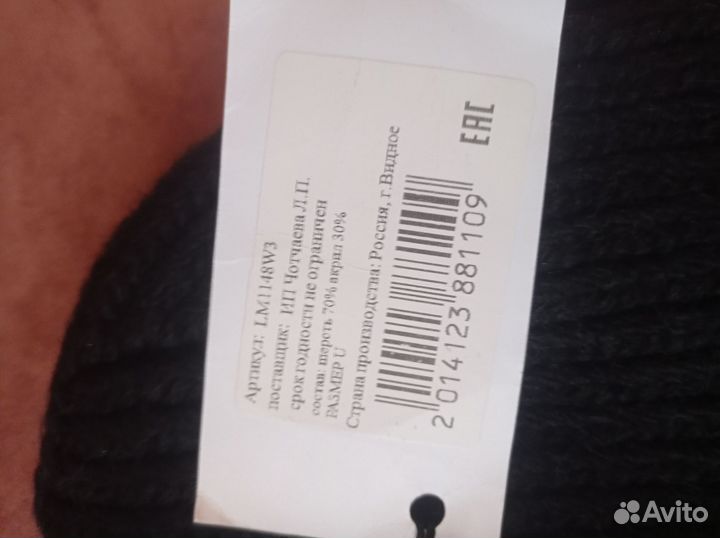 Артикул: LM1148W3
поставщик: ИП Чотчаева Л.П.
срок годности не ограничен
состав: шерсть 70% акрил 30%
РАЗМЕР U
Страна производства: Россия, г.Видное
2 014123 881109
EAC
Avito